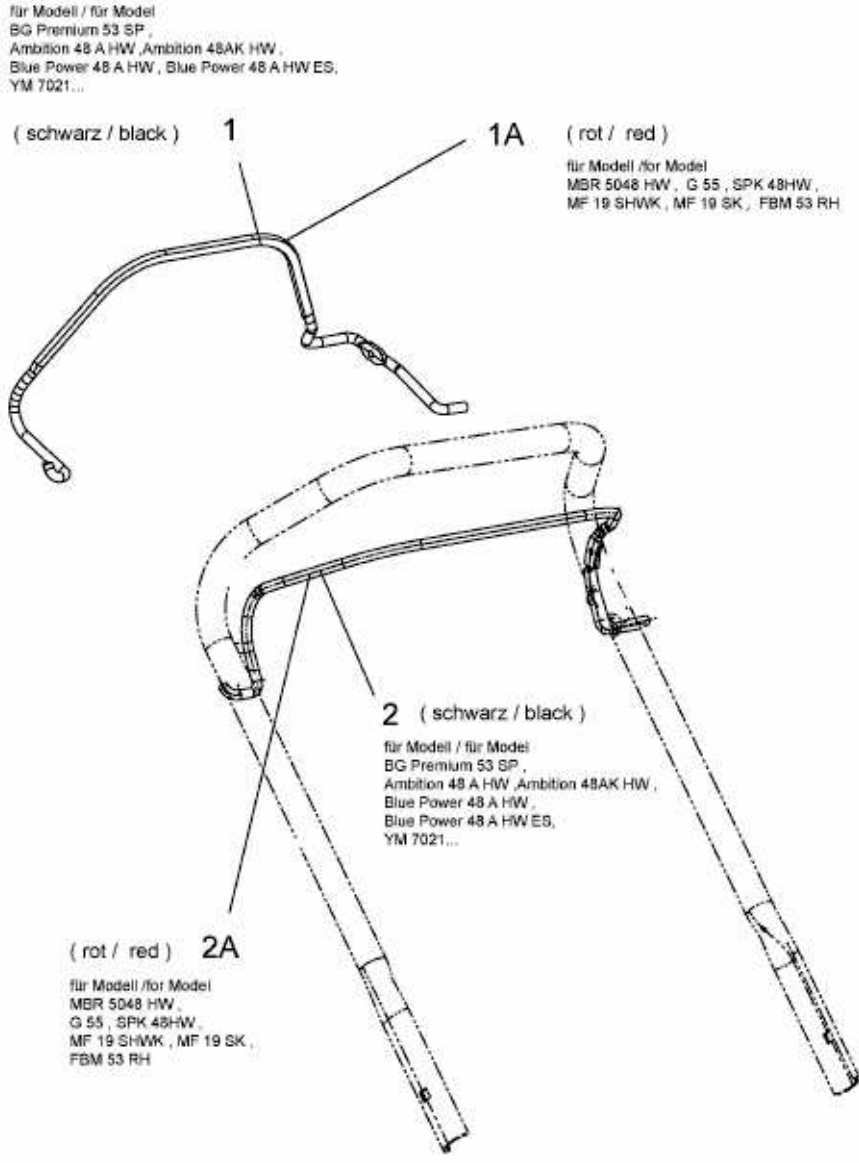 für Modell / für Model
BG Premium 53 SP ,
Ambition 48 A HW ,Ambition 48AK HW ,
Blue Power 48 A HW , Blue Power 48 A HW ES,
YM 7021...
( schwarz / black ) 1
1A ( rot / red )
für Modell /for Model
MBR 5048 HW , G 55 , SPK 48HW ,
MF 19 SHWK , MF 19 SK , FBM 53 RH
2 ( schwarz / black )
für Modell / für Model
BG Premium 53 SP ,
Ambition 48 A HW ,Ambition 48AK HW ,
Blue Power 48 A HW ,
Blue Power 48 A HW ES,
YM 7021...
( rot / red ) 2A
für Modell /for Model
MBR 5048 HW ,
G 55 , SPK 48HW ,
MF 19 SHWK , MF 19 SK ,
FBM 53 RH